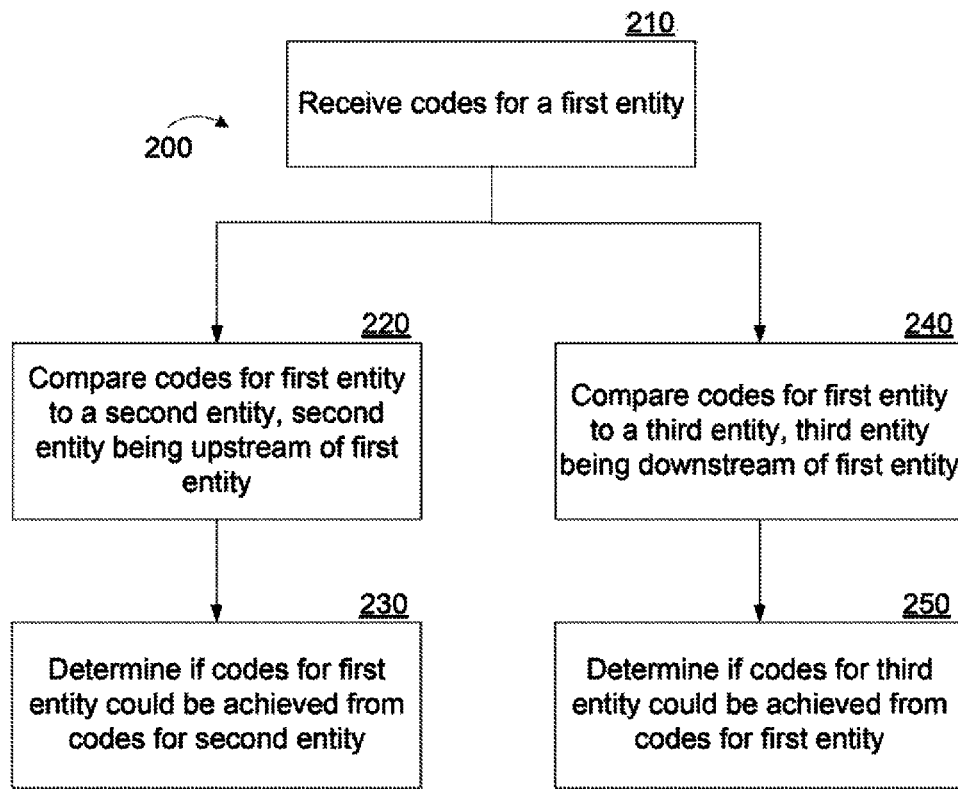 210
Receive codes for a first entity
200
220
Compare codes for first entity
to a second entity, second
entity being upstream of first
entity
240
Compare codes for first entity
to a third entity, third entity
being downstream of first entity
230
Determine if codes for first
entity could be achieved from
codes for second entity
250
Determine if codes for third
entity could be achieved from
codes for first entity